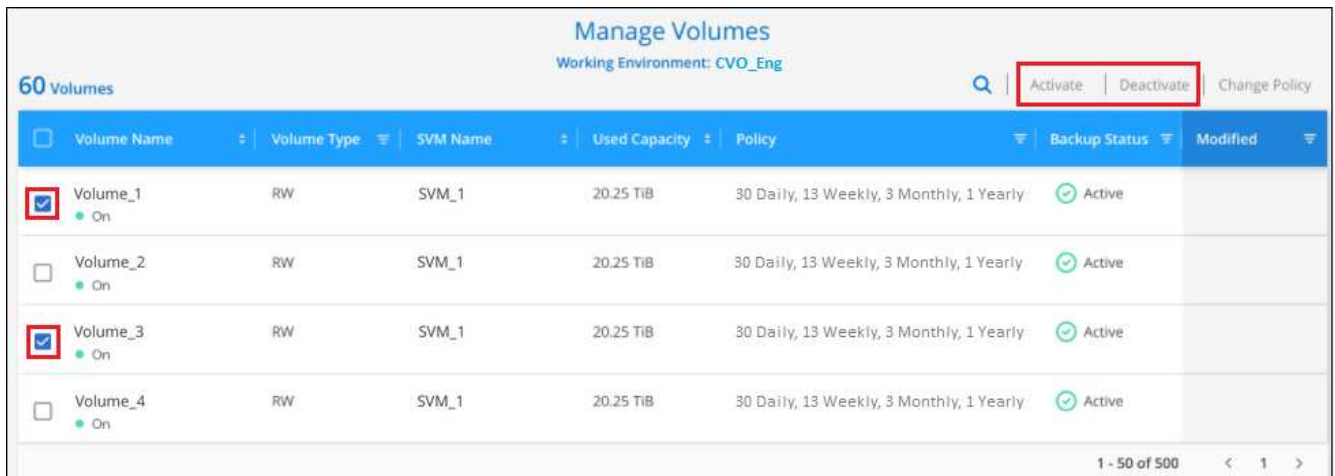 Manage Volumes
Working Environment: CVO_Eng
60 Volumes
Activate | Deactivate | Change Policy
Volume Name Volume Type SVM Name Used Capacity Policy Backup Status Modified
Volume_1 RW SVM_1 20.25 TiB 30 Daily, 13 Weekly, 3 Monthly, 1 Yearly Active
On
Volume_2 RW SVM_1 20.25 TiB 30 Daily, 13 Weekly, 3 Monthly, 1 Yearly Active
On
Volume_3 RW SVM_1 20.25 TiB 30 Daily, 13 Weekly, 3 Monthly, 1 Yearly Active
On
Volume_4 RW SVM_1 20.25 TiB 30 Daily, 13 Weekly, 3 Monthly, 1 Yearly Active
On
1 - 50 of 500 < 1 >